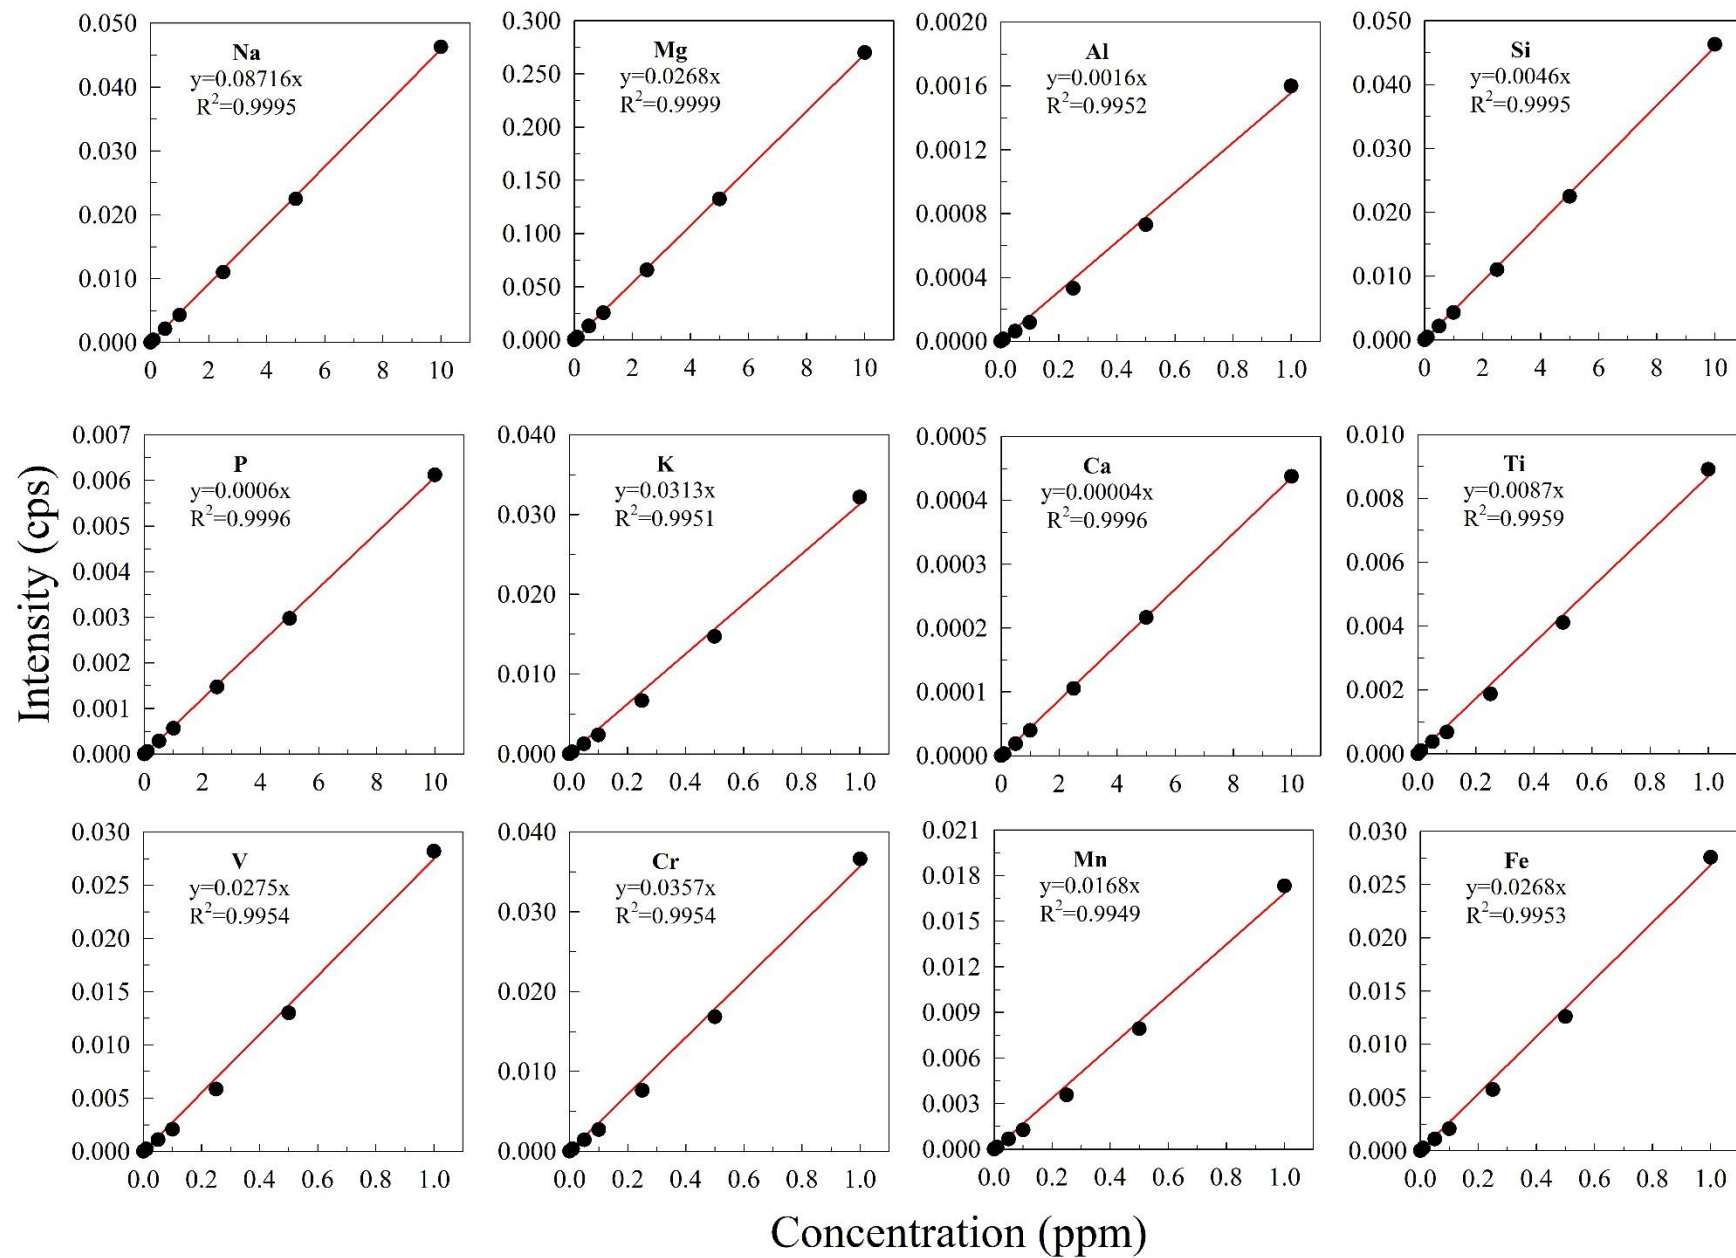 Intensity (cps)
Na
y=0.08716x
R²=0.9995
0.050
0.040
0.030
0.020
0.010
0.000
0 2 4 6 8 10
Mg
y=0.0268x
R²=0.9999
0.300
0.250
0.200
0.150
0.100
0.050
0.000
0 2 4 6 8 10
Al
y=0.0016x
R²=0.9952
0.0020
0.0016
0.0012
0.0008
0.0004
0.0000
0.0 0.2 0.4 0.6 0.8 1.0
Si
y=0.0046x
R²=0.9995
0.050
0.040
0.030
0.020
0.010
0.000
0 2 4 6 8 10
P
y=0.0006x
R²=0.9996
0.007
0.006
0.005
0.004
0.003
0.002
0.001
0.000
0 2 4 6 8 10
K
y=0.0313x
R²=0.9951
0.040
0.030
0.020
0.010
0.000
0.0 0.2 0.4 0.6 0.8 1.0
Ca
y=0.00004x
R²=0.9996
0.0005
0.0004
0.0003
0.0002
0.0001
0.0000
0 2 4 6 8 10
Ti
y=0.0087x
R²=0.9959
0.010
0.008
0.006
0.004
0.002
0.000
0.0 0.2 0.4 0.6 0.8 1.0
V
y=0.0275x
R²=0.9954
0.030
0.025
0.020
0.015
0.010
0.005
0.000
0.0 0.2 0.4 0.6 0.8 1.0
Cr
y=0.0357x
R²=0.9954
0.040
0.030
0.020
0.010
0.000
0.0 0.2 0.4 0.6 0.8 1.0
Mn
y=0.0168x
R²=0.9949
0.021
0.018
0.015
0.012
0.009
0.006
0.003
0.000
0.0 0.2 0.4 0.6 0.8 1.0
Fe
y=0.0268x
R²=0.9953
0.030
0.025
0.020
0.015
0.010
0.005
0.000
0.0 0.2 0.4 0.6 0.8 1.0
Concentration (ppm)